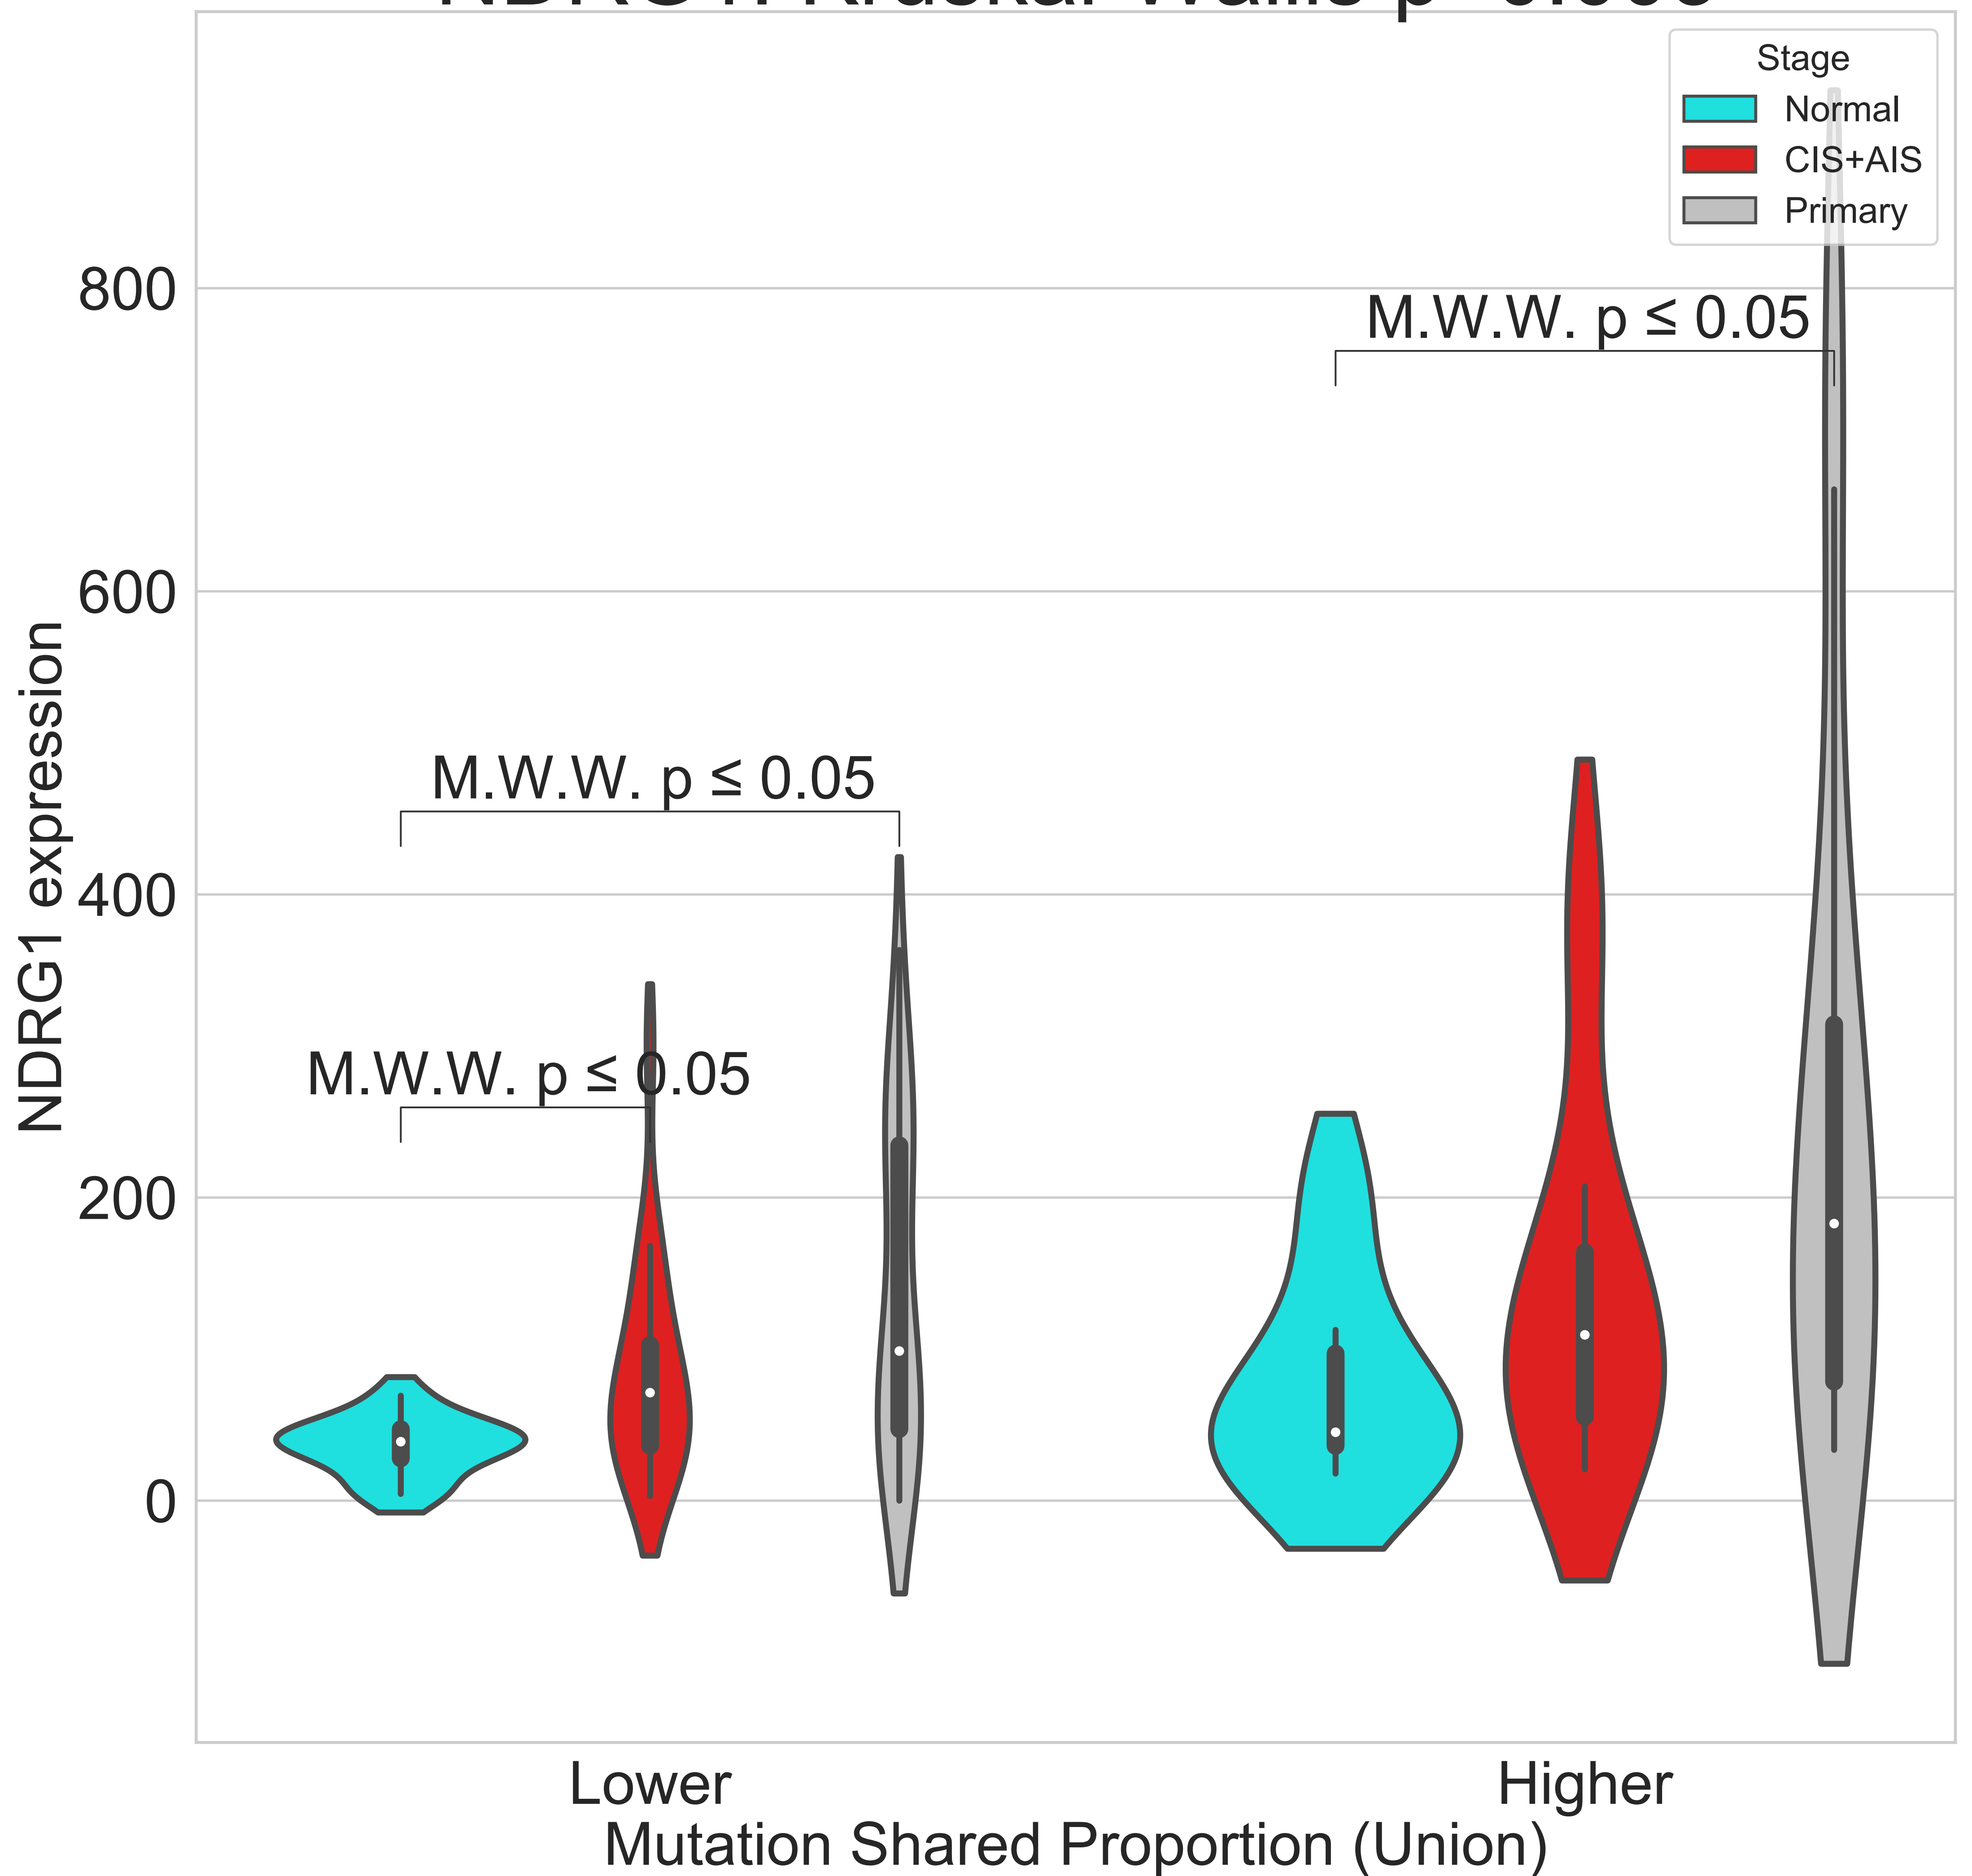 Stage
Normal
CIS+AIS
Primary
800
M.W.W. p ≤ 0.05
600
M.W.W. p ≤ 0.05
400
M.W.W. p ≤ 0.05
200
0
NDRG1 expression
Lower
Higher
Mutation Shared Proportion (Union)